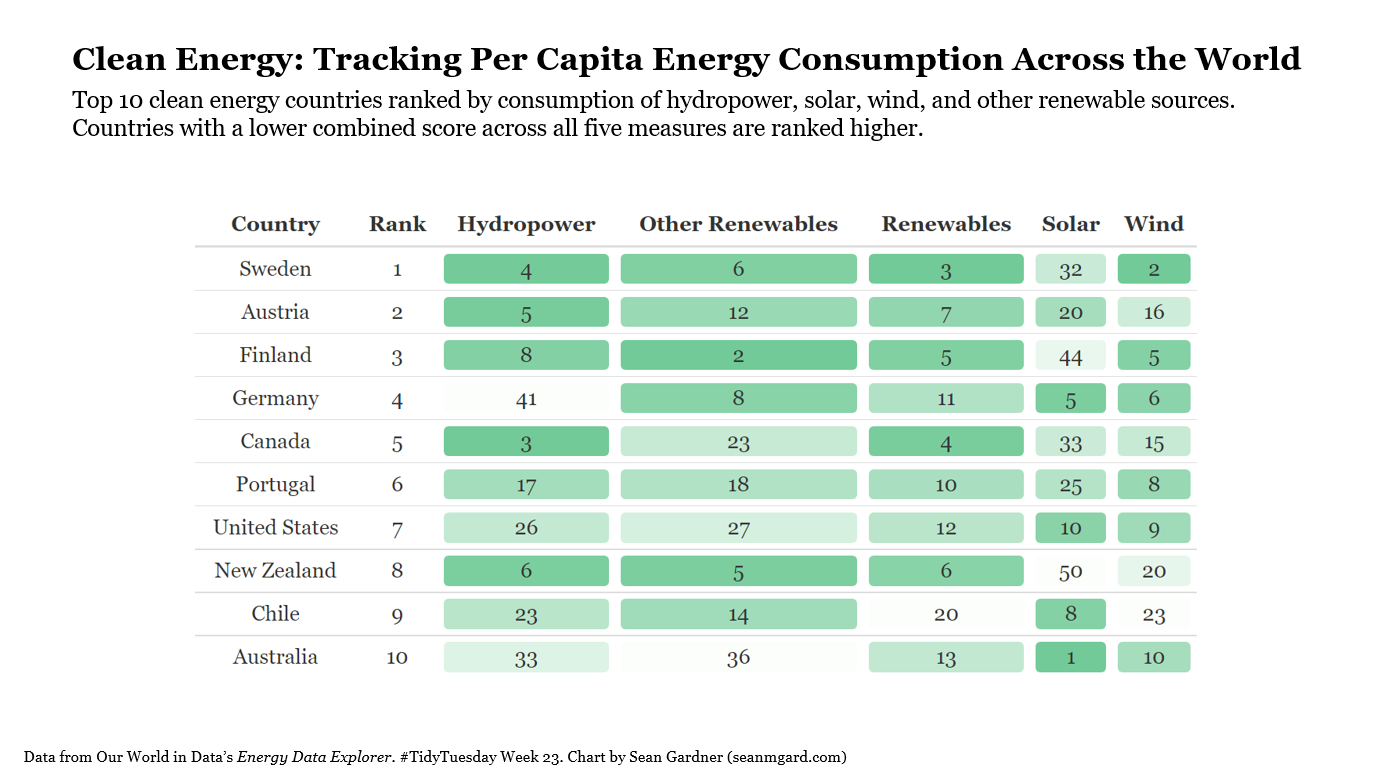 Clean Energy: Tracking Per Capita Energy Consumption Across the World
Top 10 clean energy countries ranked by consumption of hydropower, solar, wind, and other renewable sources.
Countries with a lower combined score across all five measures are ranked higher.
Country Rank Hydropower Other Renewables Renewables Solar Wind
Sweden 1 4 6 3 32 2
Austria 2 5 12 7 20 16
Finland 3 8 2 5 44 5
Germany 4 41 8 11 5 6
Canada 5 3 23 4 33 15
Portugal 6 17 18 10 25 8
United States 7 26 27 12 10 9
New Zealand 8 6 5 6 50 20
Chile 9 23 14 20 8 23
Australia 10 33 36 13 1 10
Data from Our World in Data’s Energy Data Explorer. #TidyTuesday Week 23. Chart by Sean Gardner (seanmgard.com)